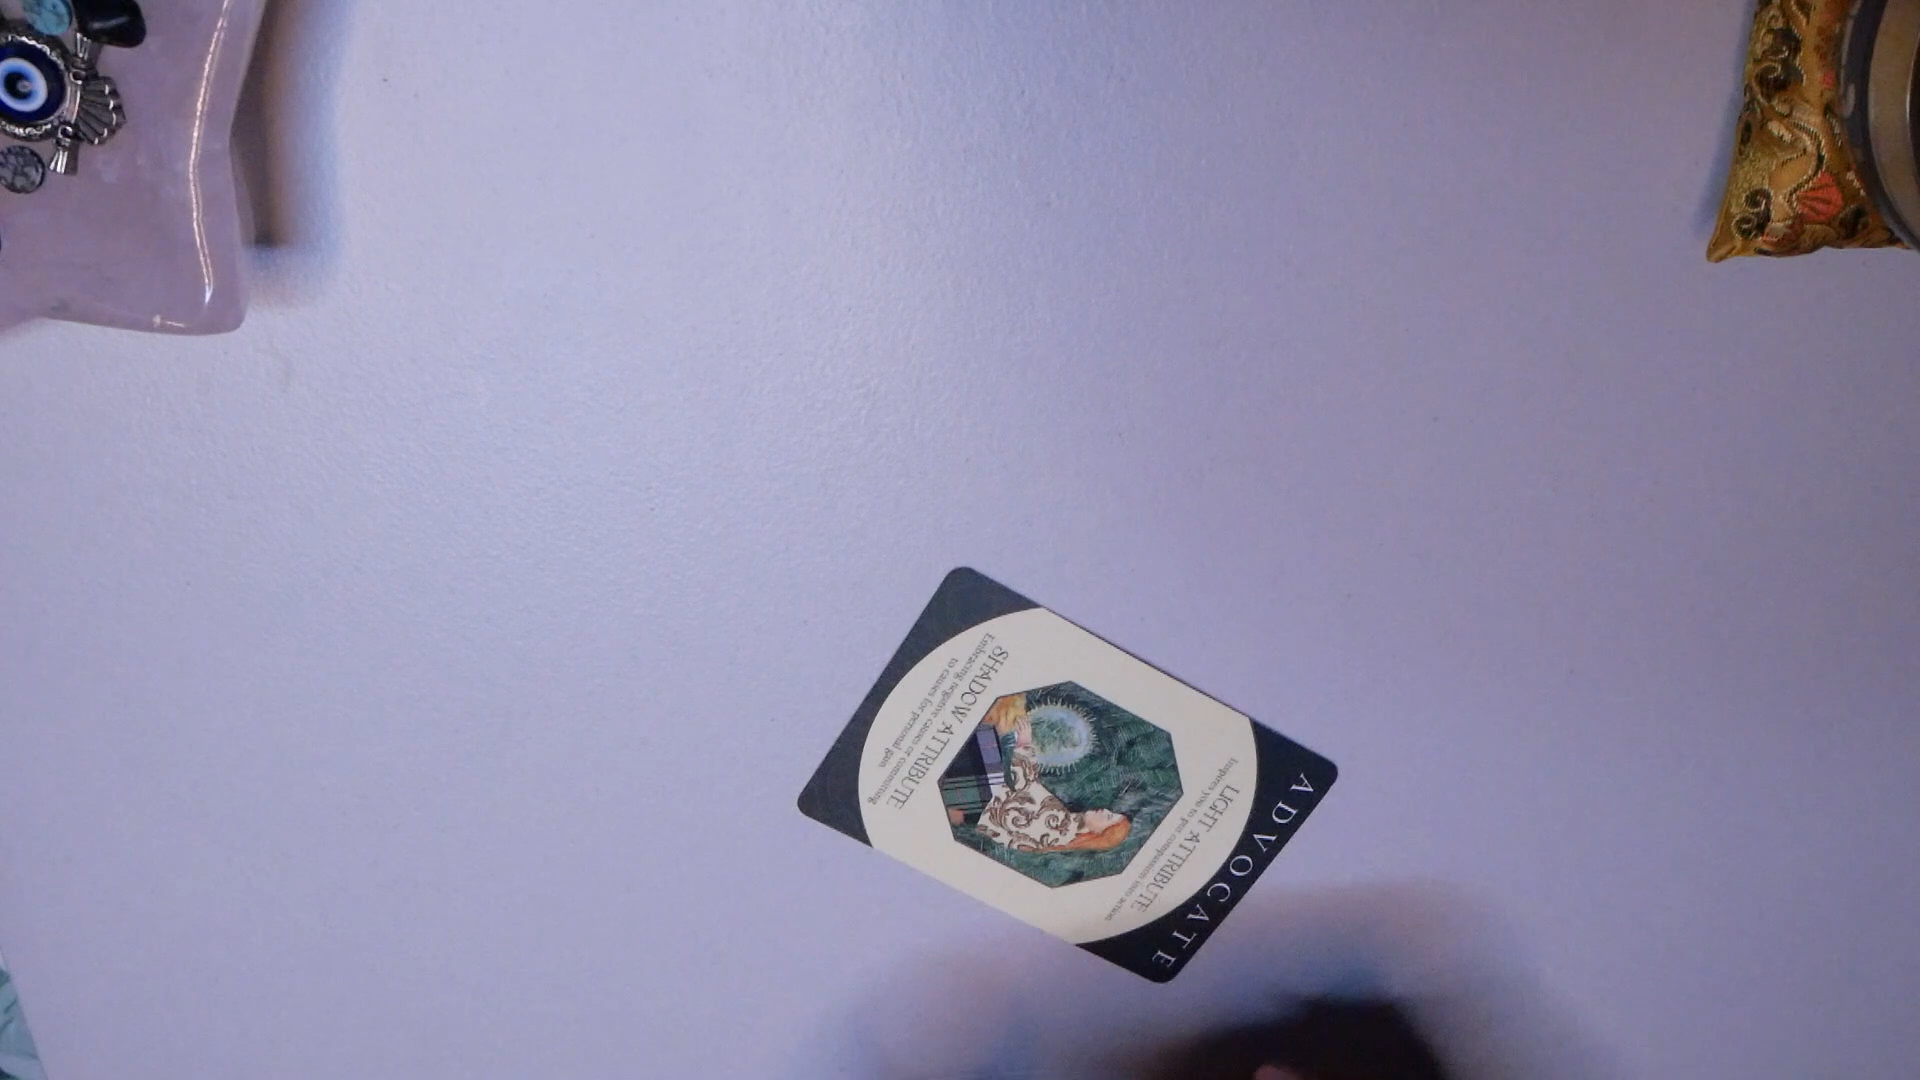 ADVOCATE
LIGHT ATTRIBUTE
Inspires you to put compassion into action
SHADOW ATTRIBUTE
Embracing negative causes or committing
to causes for personal gain